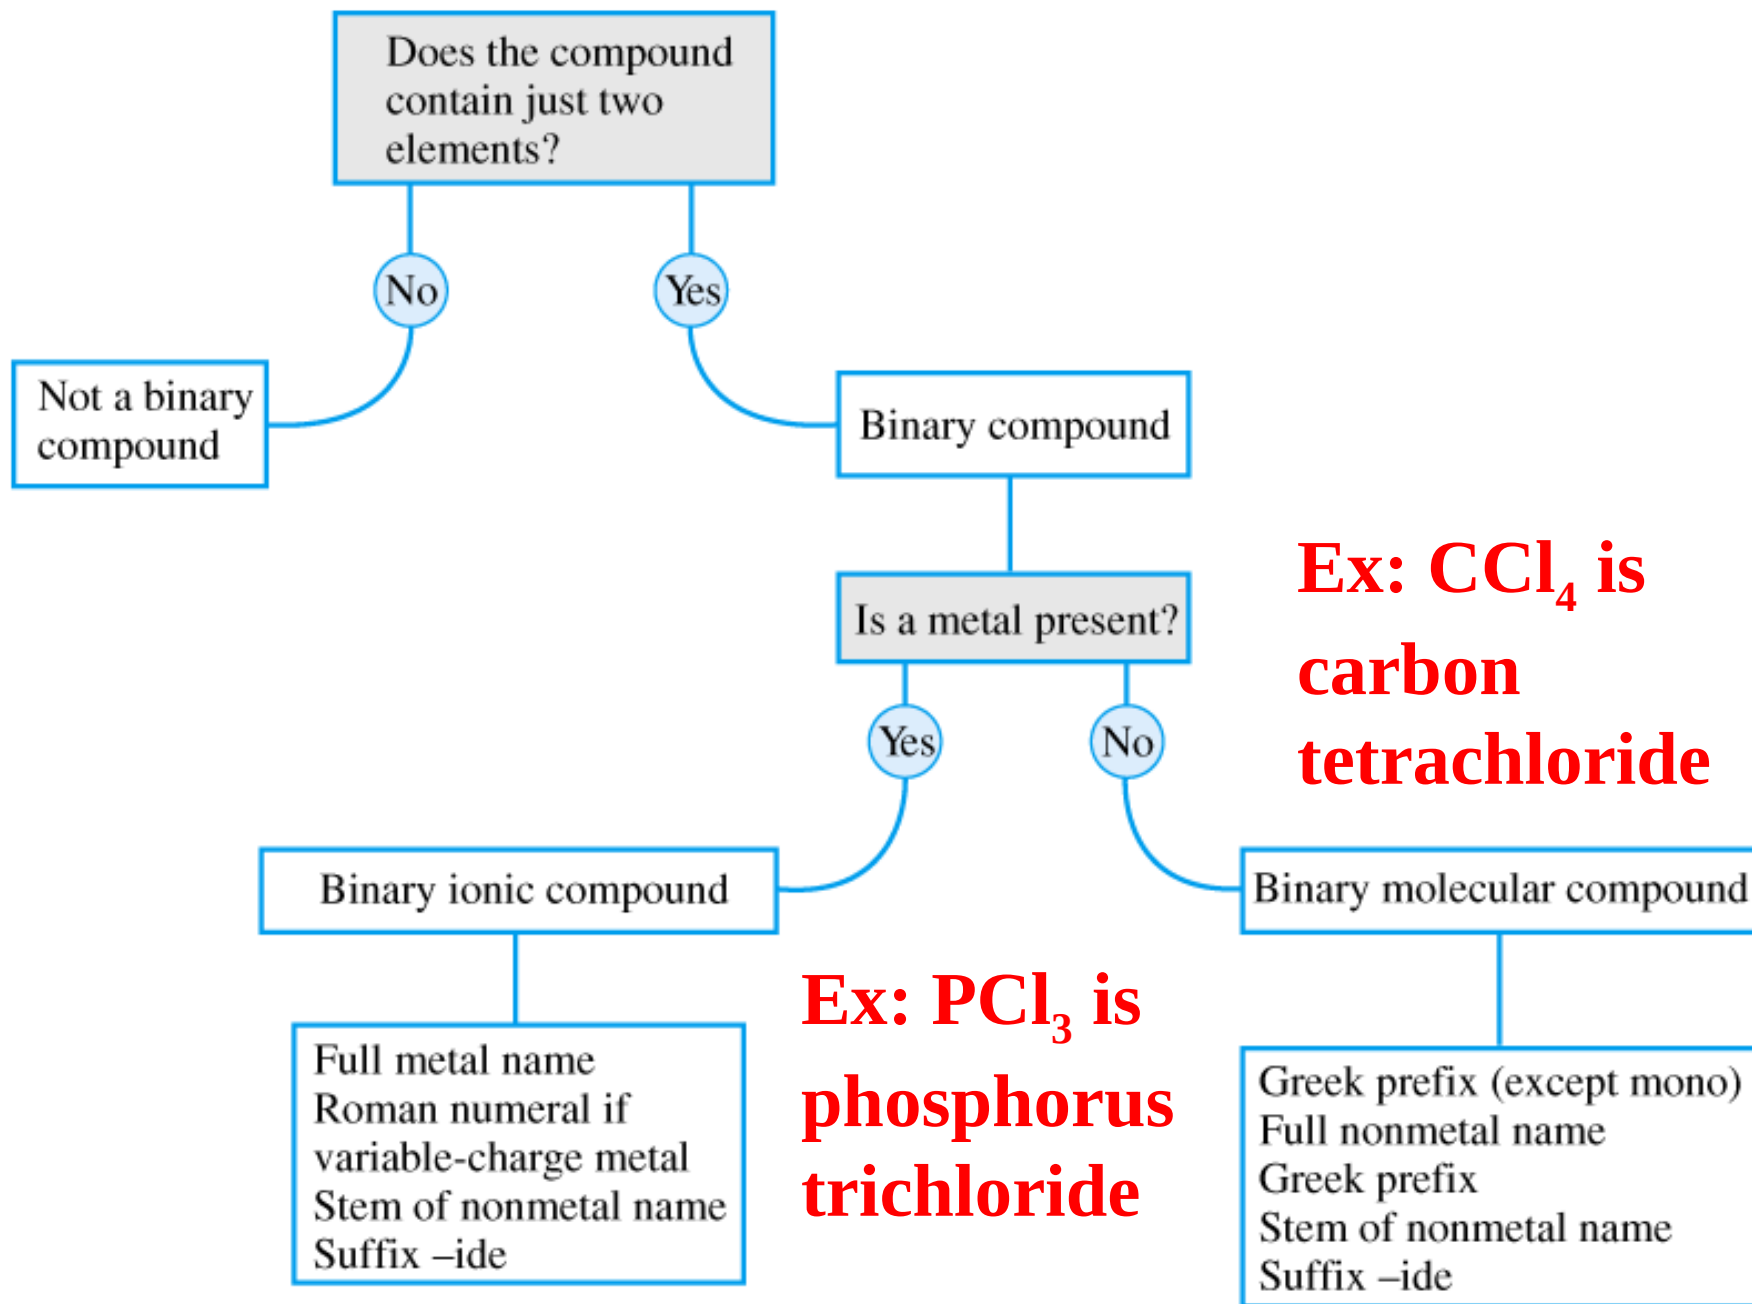 Does the compound
contain just two
elements?
No
Yes
Not a binary
compound
Binary compound
Is a metal present?
Ex: CCl₄ is
carbon
tetrachloride
Yes
No
Binary ionic compound
Binary molecular compound
Ex: PCl₃ is
phosphorus
trichloride
Full metal name
Roman numeral if
variable-charge metal
Stem of nonmetal name
Suffix –ide
Greek prefix (except mono)
Full nonmetal name
Greek prefix
Stem of nonmetal name
Suffix –ide